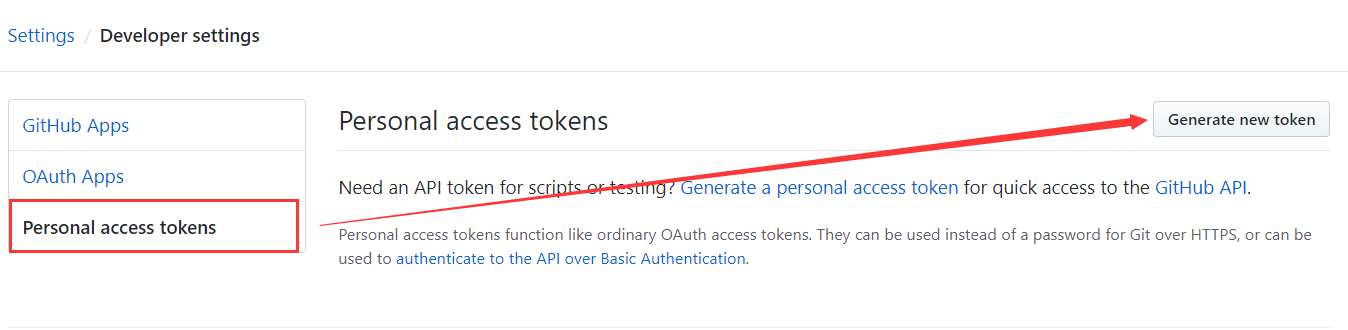 Settings / Developer settings
GitHub Apps
OAuth Apps
Personal access tokens
Personal access tokens
Generate new token
Need an API token for scripts or testing? Generate a personal access token for quick access to the GitHub API.
Personal access tokens function like ordinary OAuth access tokens. They can be used instead of a password for Git over HTTPS, or can be
used to authenticate to the API over Basic Authentication.